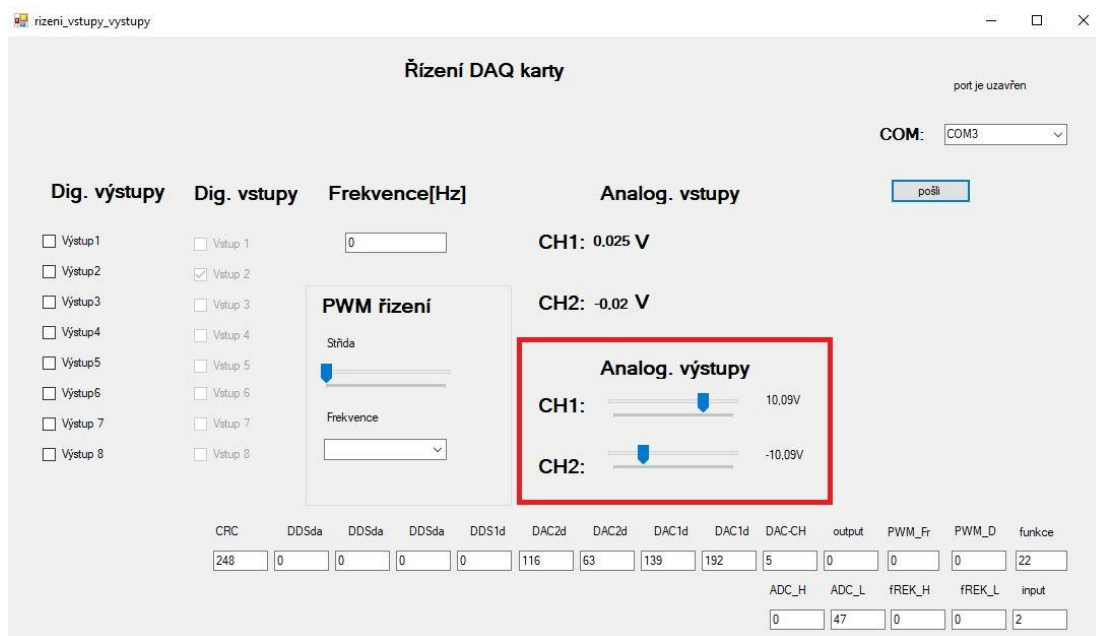 rizeni_vstupy_vystupy
Řízení DAQ karty
port je uzavřen
COM: COM3
Dig. výstupy Dig. vstupy Frekvence[Hz] Analog. vstupy pošli
Výstup1 Vstup 1 0 CH1: 0.025 V
Výstup2 Vstup 2
Výstup3 Vstup 3 PWM řizení CH2: -0.02 V
Výstup4 Vstup 4 Střída
Výstup5 Vstup 5 Analog. výstupy
Výstup6 Vstup 6 CH1: 10,09V
Výstup 7 Vstup 7 Frekvence
Výstup 8 Vstup 8 CH2: -10,09V
CRC DDSda DDSda DDSda DDS1d DAC2d DAC2d DAC1d DAC1d DAC-CH output PWM_Fr PWM_D funkce
248 0 0 0 0 116 63 139 192 5 0 0 0 22
ADC_H ADC_L fREK_H fREK_L input
0 47 0 0 2